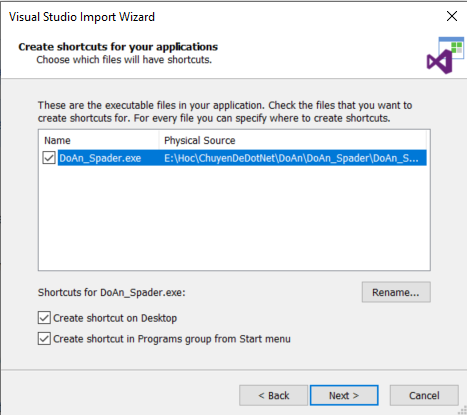 Visual Studio Import Wizard
Create shortcuts for your applications
Choose which files will have shortcuts.
These are the executable files in your application. Check the files that you want to
create shortcuts for. For every file you can specify where to create shortcuts.
Name Physical Source
DoAn_Spader.exe E:\Hoc\ChuyenDeDotNet\DoAn\DoAn_Spader\DoAn_S...
Shortcuts for DoAn_Spader.exe: Rename...
Create shortcut on Desktop
Create shortcut in Programs group from Start menu
< Back Next > Cancel